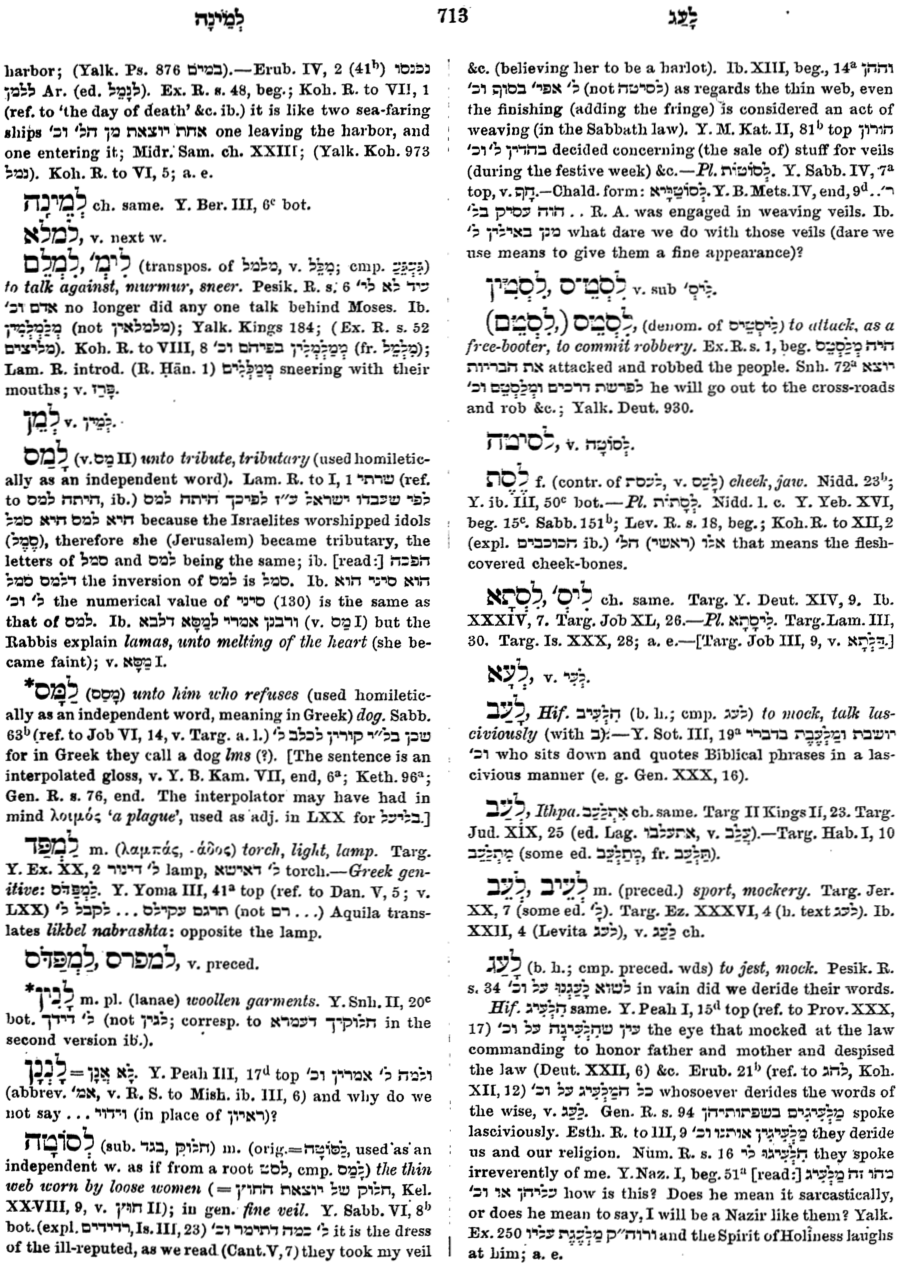 לְמֵינָה 713 לָעַג
harbor; (Yalk. Ps. 876 במים).—Erub. IV, 2 (41ᵇ) נכנסו
ללמן Ar. (ed. לנמל). Ex. R. s. 48, beg.; Koh. R. to VII, 1
(ref. to ‘the day of death’ &c. ib.) it is like two sea-faring
ships אחת יוצאת מן הל׳ וכ׳ one leaving the harbor, and
one entering it; Midr. Sam. ch. XXIII; (Yalk. Koh. 973
נמל). Koh. R. to VI, 5; a. e.
לְמֵינָה ch. same. Y. Ber. III, 6ᶜ bot.
למלא, v. next w.
לִימְ׳, לִמְלֵם (transpos. of מלמל, v. מָלַל; cmp.
to talk against, murmur, sneer. Pesik. R. s. 6 עוד לא לי׳
אדם וכ׳ no longer did any one talk behind Moses. Ib.
מְלַמְלְמִין (not מלמלאין); Yalk. Kings 184; (Ex. R. s. 52
מליצים). Koh. R. to VIII, 8 מְמַלְמְלִין בפיהם וכ׳ (fr. מִלְמֵל);
Lam. R. introd. (R. Ḥăn. 1) sneering with their
mouths; v. פָּרַז.
לְמֵן v. לְמֵין.
לָמַס (v. מַס II) unto tribute, tributary (used homiletic-
ally as an independent word). Lam. R. to I, 1 שרתי (ref.
to היתה למס, ib.) לפי שעבדו ישראל ע״ז לפיכך היתה למס
היא למס היא סמל because the Israelites worshipped idols
(סֶמֶל), therefore she (Jerusalem) became tributary, the
letters of סמל and למס being the same; ib. [read:] הפכה
דלמס סמל the inversion of למס is סמל. Ib. הוא סיני הוא
ל׳ וכ׳ the numerical value of סיני (130) is the same as
that of למס. Ib. ורבנן אמרי למַסָּא דלבא (v. מַס I) but the
Rabbis explain lamas, unto melting of the heart (she be-
came faint); v. מַסָּא I.
*לַמָּס (מָסַס) unto him who refuses (used homiletic-
ally as an independent word, meaning in Greek) dog. Sabb.
63ᵇ (ref. to Job VI, 14, v. Targ. a. l.) שכן בל״י קורין לכלב ל׳
for in Greek they call a dog lms (?). [The sentence is an
interpolated gloss, v. Y. B. Kam. VII, end, 6ᵃ; Keth. 96ᵃ;
Gen. R. s. 76, end. The interpolator may have had in
mind λοιμός ‘a plague’, used as adj. in LXX for בליעל.]
לַמְפַּד m. (λαμπάς, -άδος) torch, light, lamp. Targ.
Y. Ex. XX, 2 ל׳ דינור lamp, ל׳ דאישא torch.—Greek gen-
itive: לַמְפַּדֹּס. Y. Yoma III, 41ᵃ top (ref. to Dan. V, 5; v.
LXX) תרגם עקילס ... לקבל ל׳ (not רם ...) Aquila trans-
lates likbel nabrashta: opposite the lamp.
לַמְפַּדֹּס, למפרס, v. preced.
*לָנִין m. pl. (lanae) woollen garments. Y. Snh. II, 20ᶜ
bot. ל׳ דידך (not לגין; corresp. to חלוקיך דעמרא in the
second version ib.).
לָנָן=לָא אֲנָן. Y. Peah III, 17ᵈ top ולמה ל׳ אמרין וכ׳
(abbrev. אמ׳, v. R. S. to Mish. ib. III, 6) and why do we
not say ... וידוי (in place of ראיון)?
לְסוֹטָה (sub. חלוק, בגד) m. (orig.=לְסוֹטָה, used as an
independent w. as if from a root לסט, cmp. לָמַס) the thin
web worn by loose women (= חלוק של יוצאת החוץ, Kel.
XXVIII, 9, v. חוץ II); in gen. fine veil. Y. Sabb. VI, 8ᵇ
bot. (expl. רדידים, Is. III, 23) ל׳ כמה דתימר וכ׳ it is the dress
of the ill-reputed, as we read (Cant. V, 7) they took my veil
&c. (believing her to be a harlot). Ib. XIII, beg., 14ᵃ וההן
ל׳ אפי׳ בסוף וכ׳ (not לסיטה) as regards the thin web, even
the finishing (adding the fringe) is considered an act of
weaving (in the Sabbath law). Y. M. Kat. II, 81ᵇ top הורון
בהדין ל׳ וכ׳ decided concerning (the sale of) stuff for veils
(during the festive week) &c.—Pl. לְסוֹטוֹת. Y. Sabb. IV, 7ᵃ
top, v. חָף.—Chald. form: לְסוֹטַיָּיא. Y. B. Mets. IV, end, 9ᵈ ר׳..
הוה עסיק בל׳ .. R. A. was engaged in weaving veils. Ib.
מנן באילין ל׳ what dare we do with those veils (dare we
use means to give them a fine appearance)?
לִסְטֵיס, לִסְטִין v. sub לִיס׳.
לִסְטֵס, (לִסְטֵם) (denom. of לִיסְטִיס) to attack, as a
free-booter, to commit robbery. Ex. R. s. 1, beg. היה מְלַסְטֵס
את הבריות attacked and robbed the people. Snh. 72ᵃ יוצא
לפרשת דרכים ומְלַסְטֵם וכ׳ he will go out to the cross-roads
and rob &c.; Yalk. Deut. 930.
לסיטה, v. לְסוֹטָה.
לֶסֶת f. (contr. of לעסת, v. לָעַס) cheek, jaw. Nidd. 23ᵇ;
Y. ib. III, 50ᶜ bot.—Pl. לְסָתוֹת. Nidd. l. c. Y. Yeb. XVI,
beg. 15ᶜ. Sabb. 151ᵇ; Lev. R. s. 18, beg.; Koh. R. to XII, 2
(expl. הכוכבים ib.) אלו (ראשי) הל׳ that means the flesh-
covered cheek-bones.
לִיסְ׳, לִסְתָא ch. same. Targ. Y. Deut. XIV, 9. Ib.
XXXIV, 7. Targ. Job XL, 26.—Pl. לִיסָתָא. Targ. Lam. III,
30. Targ. Is. XXX, 28; a. e.—[Targ. Job III, 9, v. דִּלְתָא.]
לְעָא, v. לְעֵי.
לָעַב, Hif. הִלְעִיב (b. h.; cmp. לעג) to mock, talk las-
civiously (with ב);—Y. Sot. III, 19ᵃ יושבת ומַלְעֶבֶת בדברי
וכ׳ who sits down and quotes Biblical phrases in a las-
civious manner (e. g. Gen. XXX, 16).
לְעַב, Ithpa. אִתְלַעַב ch. same. Targ II Kings II, 23. Targ.
Jud. XIX, 25 (ed. Lag. אתעלבו, v. עֲלַב).—Targ. Hab. I, 10
מִתְלַעַב (some ed. מְתַלְעַב, fr. תַּלְעַב).
לְעֵיב, לְעֵב m. (preced.) sport, mockery. Targ. Jer.
XX, 7 (some ed. לִ׳). Targ. Ez. XXXVI, 4 (h. text לעג). Ib.
XXII, 4 (Levita לעג), v. לְעַג ch.
לָעַג (b. h.; cmp. preced. wds) to jest, mock. Pesik. R.
s. 34 לשוא לָעַגְנוּ על וכ׳ in vain did we deride their words.
Hif. הִלְעִיג same. Y. Peah I, 15ᵈ top (ref. to Prov. XXX,
17) עין שהִלְעִיגָה על וכ׳ the eye that mocked at the law
commanding to honor father and mother and despised
the law (Deut. XXII, 6) &c. Erub. 21ᵇ (ref. to להג, Koh.
XII, 12) כל המַלְעִיג על וכ׳ whosoever derides the words of
the wise, v. לַעַג. Gen. R. s. 94 מַלְעִיגִים בשפתותיהן spoke
lasciviously. Esth. R. to III, 9 מַלְעִיגִין אותנו וכ׳ they deride
us and our religion. Num. R. s. 16 הִלְעִיגוּ לי they spoke
irreverently of me. Y. Naz. I, beg. 51ᵃ [read:] מהו זה מַלְעִיג
עליהן או וכ׳ how is this? Does he mean it sarcastically,
or does he mean to say, I will be a Nazir like them? Yalk.
Ex. 250 ורוה״ק מַלְעֶגֶת עליו and the Spirit of Holiness laughs
at him; a. e.